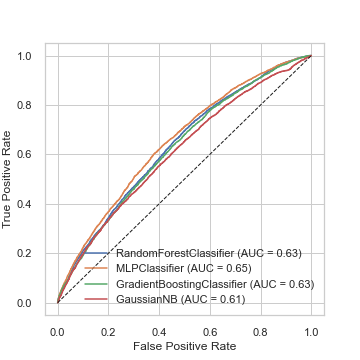 1.0
0.8
0.6
0.4
0.2
0.0
True Positive Rate
RandomForestClassifier (AUC = 0.63)
MLPClassifier (AUC = 0.65)
GradientBoostingClassifier (AUC = 0.63)
GaussianNB (AUC = 0.61)
0.0 0.2 0.4 0.6 0.8 1.0
False Positive Rate